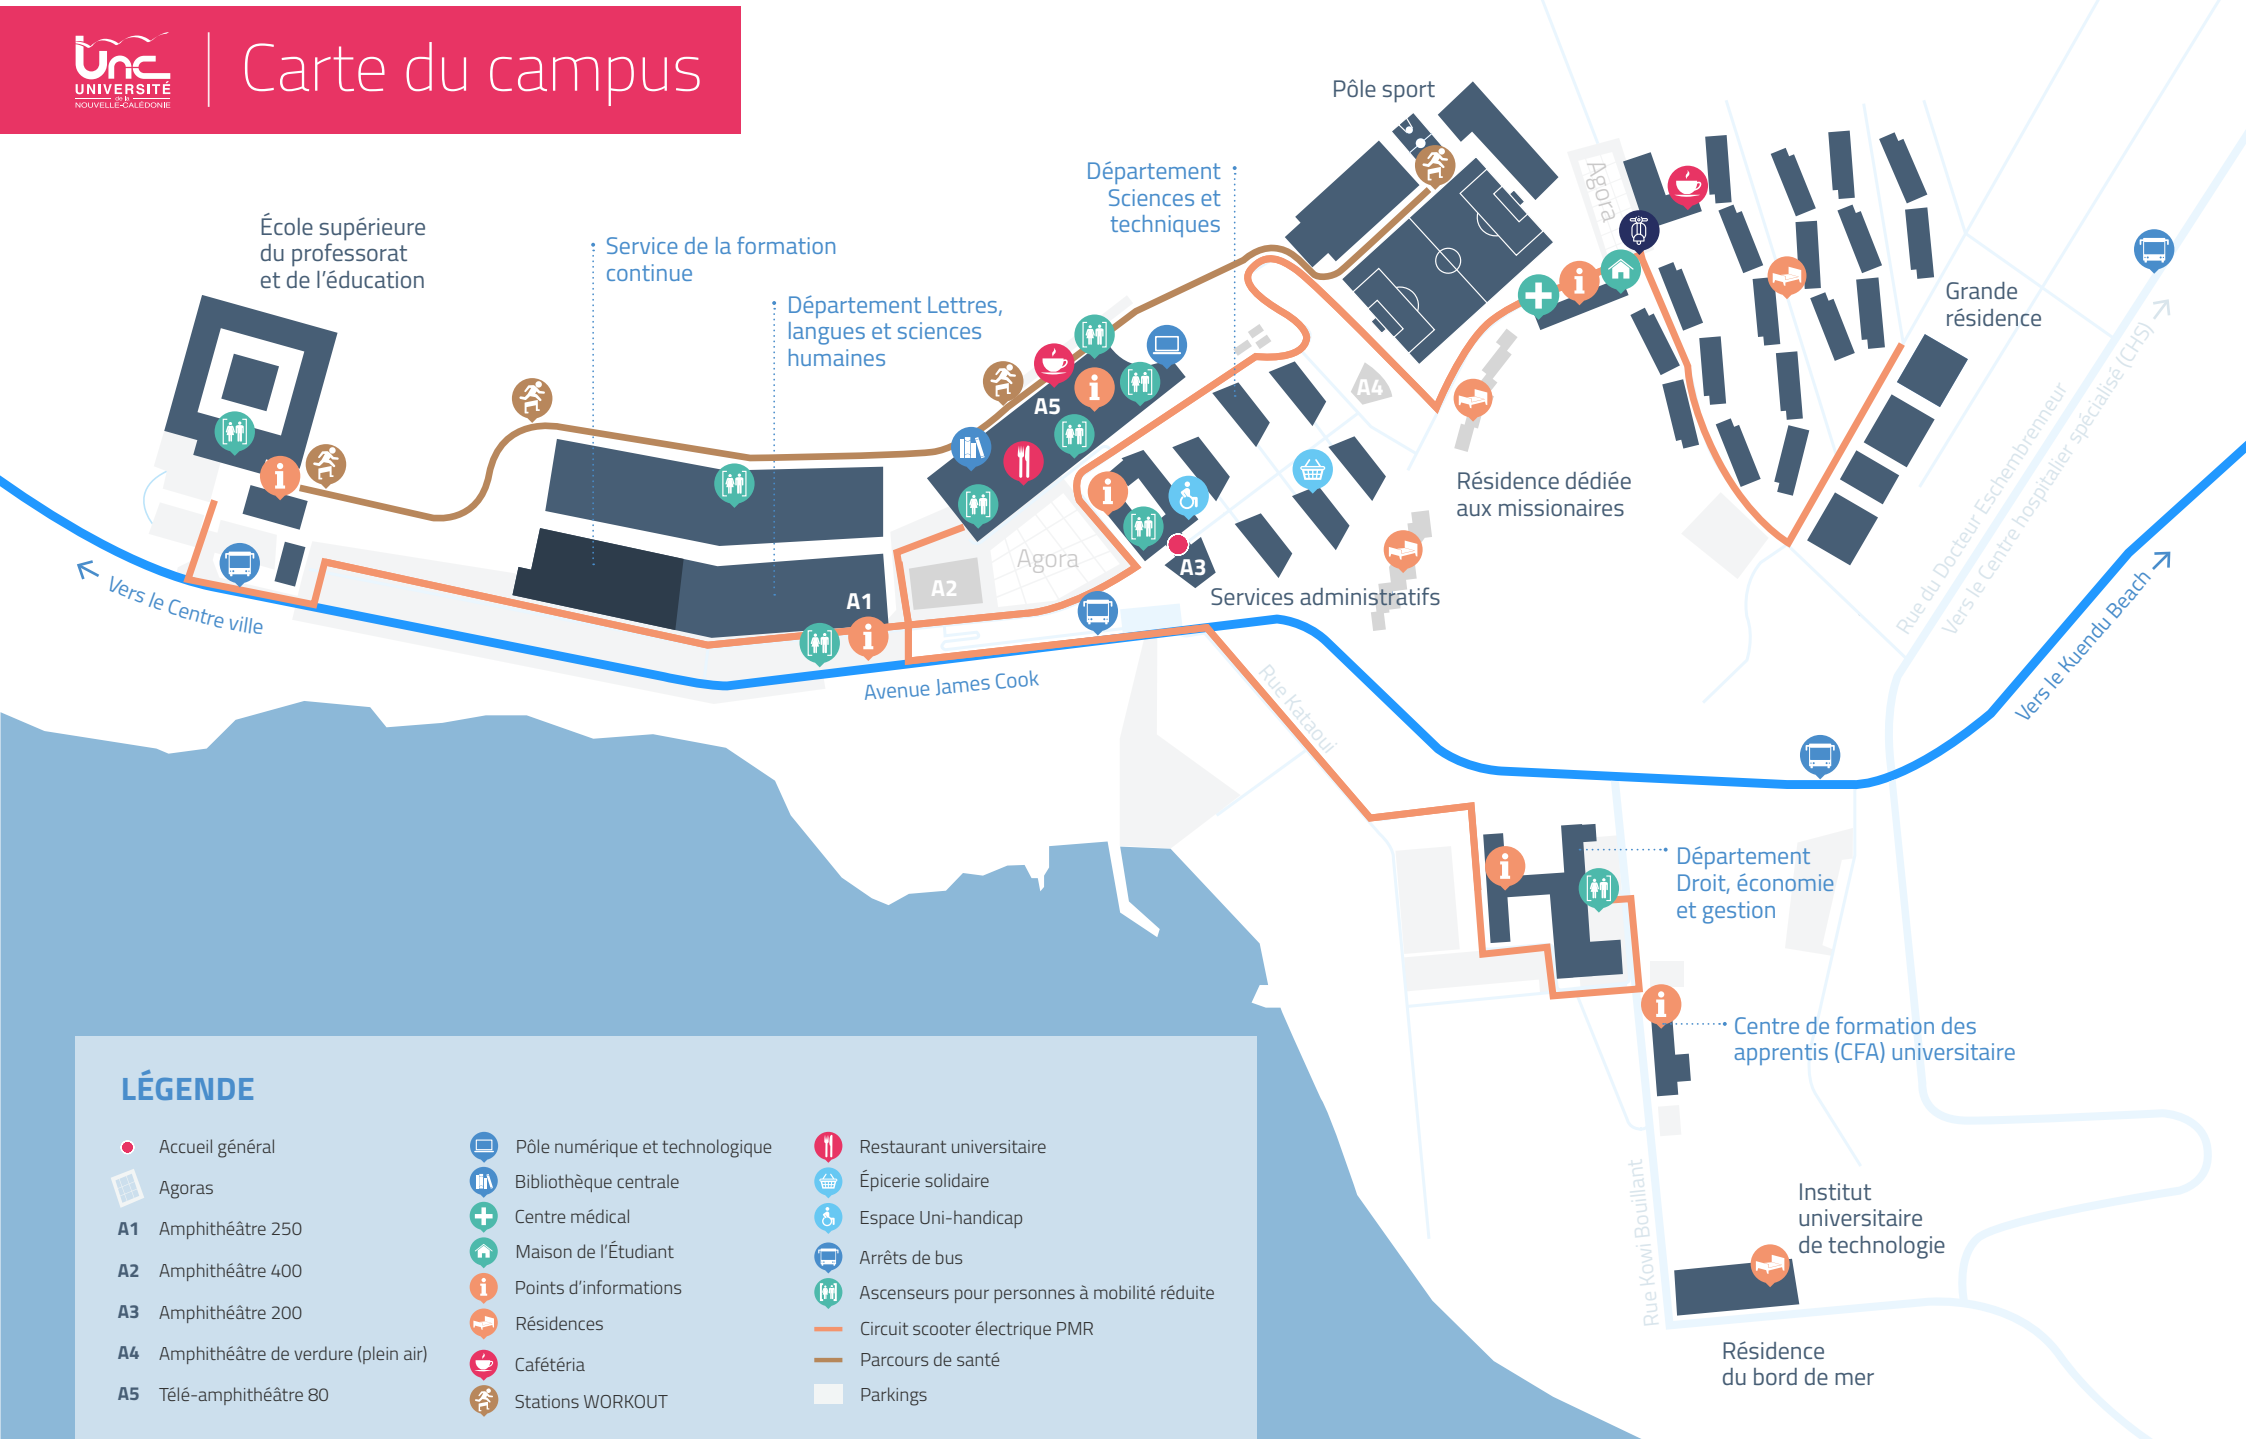 Unc
UNIVERSITÉ
de la
NOUVELLE-CALÉDONIE
Carte du campus
Pôle sport
Département
Sciences et
techniques
Agora
École supérieure
du professorat
et de l'éducation
Service de la formation
continue
Département Lettres,
langues et sciences
humaines
Grande
résidence
A5
A4
Résidence dédiée
aux missionaires
Agora
A2
A3
A1
Services administratifs
Vers le Centre ville
Avenue James Cook
Rue Kataoui
Rue du Docteur Eschembrenneur
Vers le Centre hospitalier spécialisé (CHS)
Vers le Kuendu Beach
Département
Droit, économie
et gestion
Centre de formation des
apprentis (CFA) universitaire
Rue Kowi Bouillant
Institut
universitaire
de technologie
Résidence
du bord de mer
LÉGENDE
Accueil général
Agoras
A1 Amphithéâtre 250
A2 Amphithéâtre 400
A3 Amphithéâtre 200
A4 Amphithéâtre de verdure (plein air)
A5 Télé-amphithéâtre 80
Pôle numérique et technologique
Bibliothèque centrale
Centre médical
Maison de l'Étudiant
Points d'informations
Résidences
Cafétéria
Stations WORKOUT
Restaurant universitaire
Épicerie solidaire
Espace Uni-handicap
Arrêts de bus
Ascenseurs pour personnes à mobilité réduite
Circuit scooter électrique PMR
Parcours de santé
Parkings